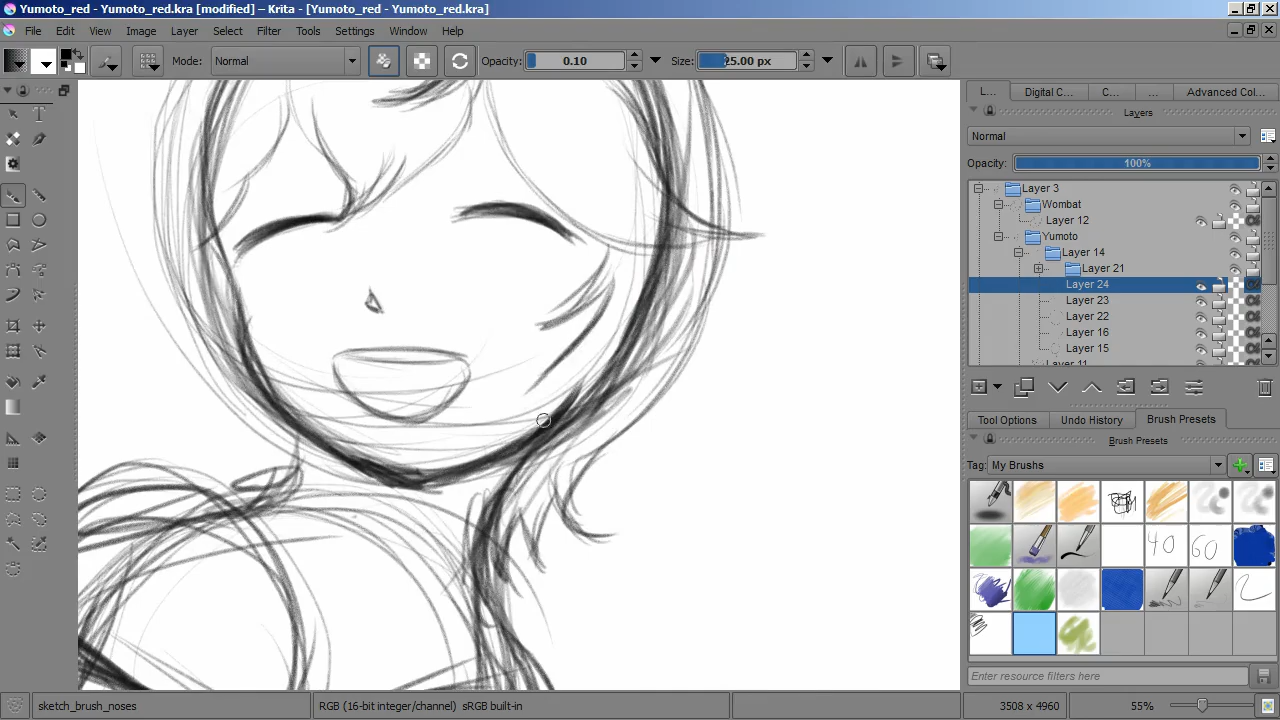 Yumoto_red - Yumoto_red.kra [modified] – Krita - [Yumoto_red - Yumoto_red.kra]
File Edit View Image Layer Select Filter Tools Settings Window Help
Mode: Normal Opacity: 0.10 Size: 25.00 px
L... Digital C... C... ... Advanced Col...
Layers
Normal
Opacity: 100%
Layer 3
Wombat
Layer 12
Yumoto
Layer 14
Layer 21
Layer 24
Layer 23
Layer 22
Layer 16
Layer 15
Layer 11
Tool Options Undo History Brush Presets
Brush Presets
Tag: My Brushes
40 60
Enter resource filters here
sketch_brush_noses RGB (16-bit integer/channel) sRGB built-in 3508 x 4960 55%